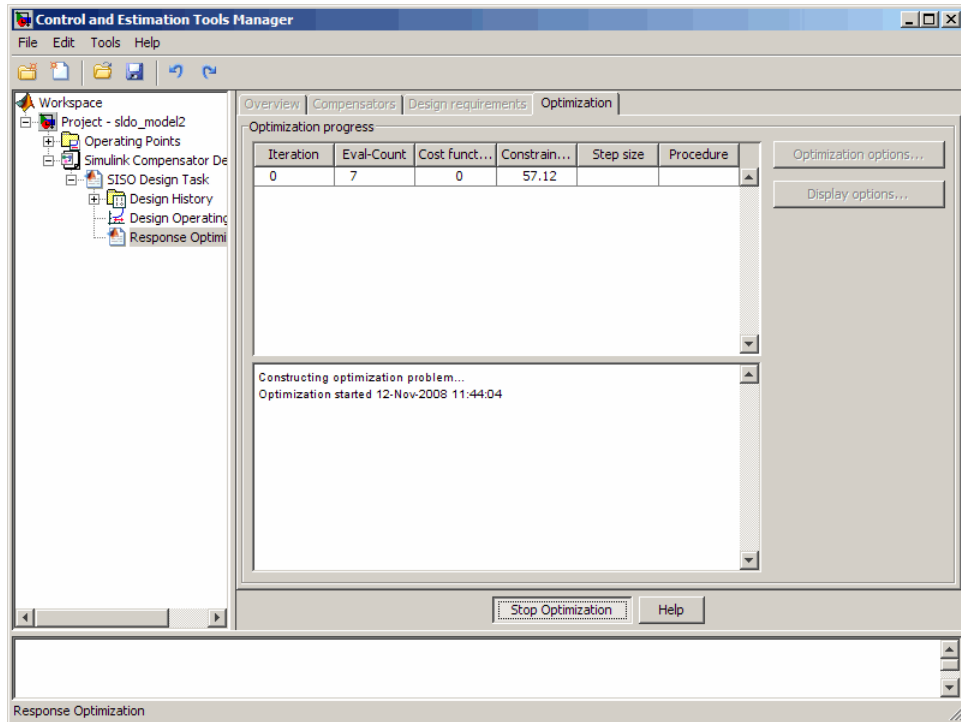 Control and Estimation Tools Manager
File Edit Tools Help
Workspace
Project - sldo_model2
Operating Points
Simulink Compensator De
SISO Design Task
Design History
Design Operating
Response Optimi
Overview Compensators Design requirements Optimization
Optimization progress
Iteration Eval-Count Cost funct... Constrain... Step size Procedure
0 7 0 57.12
Optimization options...
Display options...
Constructing optimization problem...
Optimization started 12-Nov-2008 11:44:04
Stop Optimization Help
Response Optimization